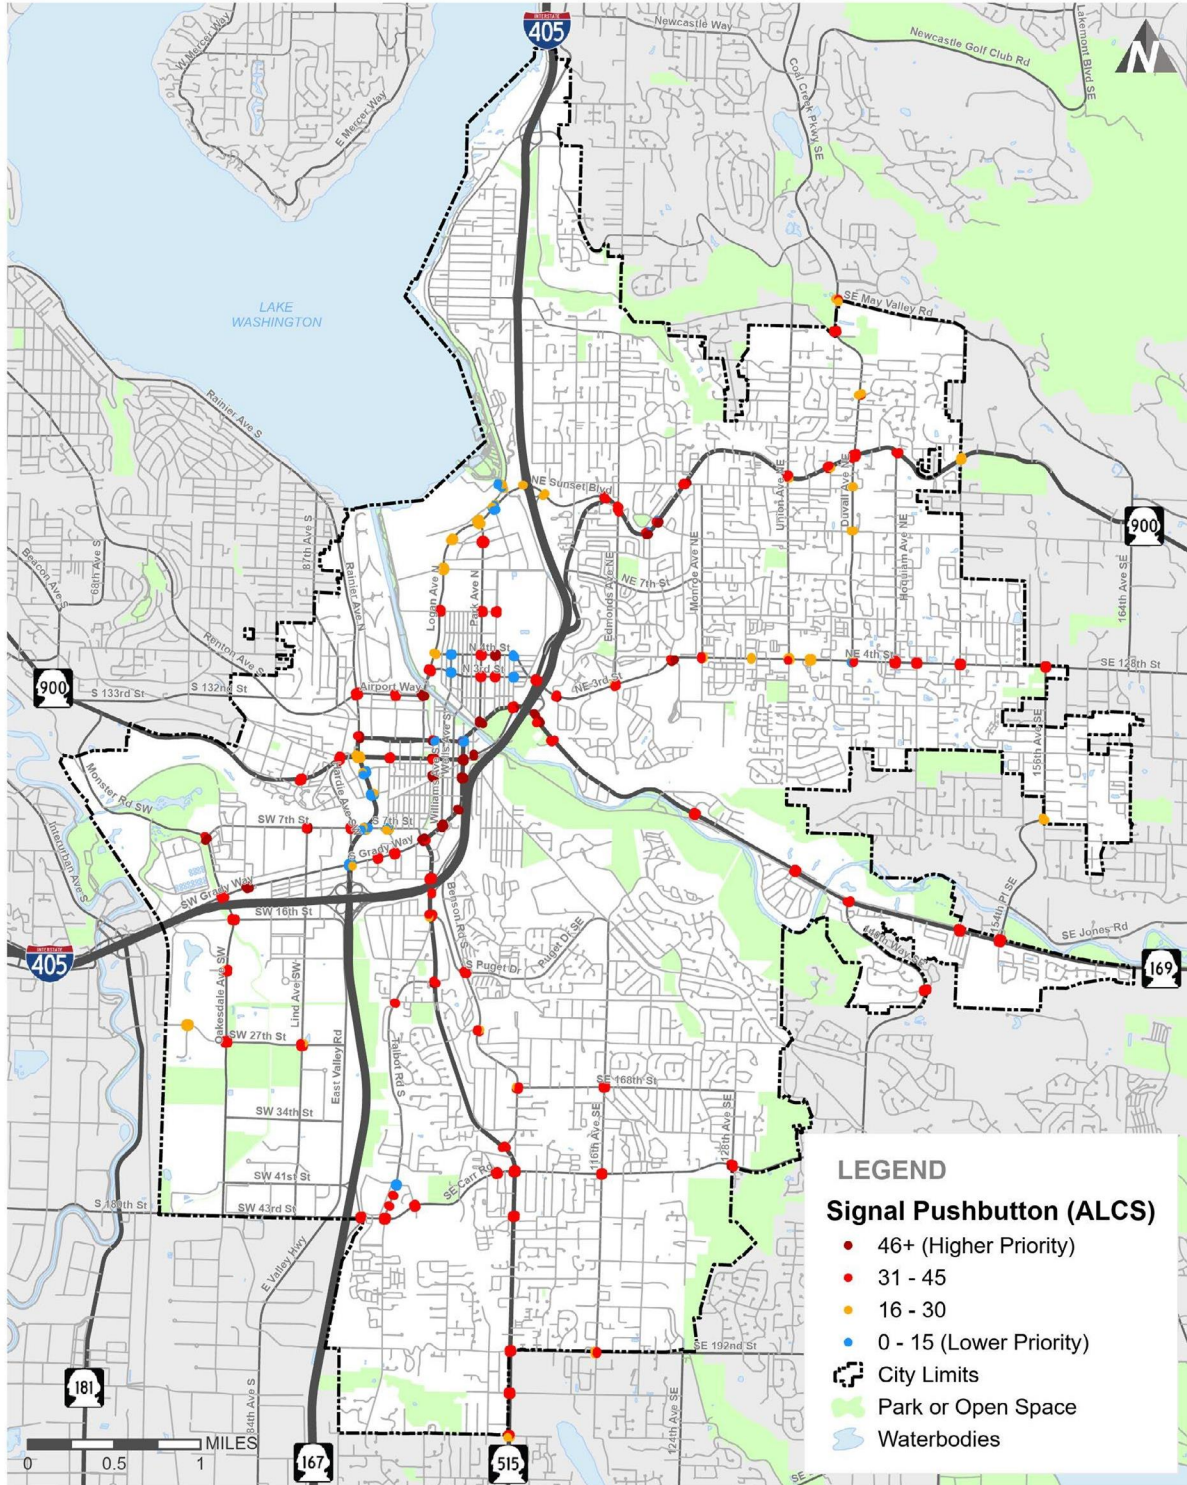 INTERSTATE
405
Newcastle Way
Newcastle Golf Club Rd
Lakemont Blvd SE
N
W Mercer Way
E Mercer Way
Coal Creek Pkwy SE
LAKE
WASHINGTON
SE May Valley Rd
Rainier Ave S
NE Sunset Blvd
Union Ave NE
Duvall Ave NE
Hoquiam Ave NE
900
87th Ave S
68th Ave S
Beacon Ave S
Rainier Ave N
Logan Ave N
Park Ave N
Edmonds Ave NE
Monroe Ave NE
NE 7th St
164th Ave SE
Renton Ave S
N 4th St
N 3rd St
NE 4th St
SE 128th St
900
S 133rd St
S 132nd St
Airport Way
NE 3rd St
156th Ave SE
Monster Rd SW
Hardie Ave SW
Williams Ave S
Wells Ave S
SW 7th St
S 7th St
Interurban Ave S
Grady Way
SW Grady Way
SW 16th St
Benson Rd S
Puget Dr SE
S Puget Dr
154th Pl SE
SE Jones Rd
140th Way SE
INTERSTATE
405
169
Oakesdale Ave SW
Lind Ave SW
SW 27th St
East Valley Rd
Talbot Rd S
SE 168th St
SW 34th St
116th Ave SE
128th Ave SE
SW 41st St
SE Carr Rd
S 180th St
SW 43rd St
E Valley Hwy
SE 192nd St
84th Ave S
124th Ave SE
181
167
515
SE
LEGEND
Signal Pushbutton (ALCS)
46+ (Higher Priority)
31 - 45
16 - 30
0 - 15 (Lower Priority)
City Limits
Park or Open Space
Waterbodies
MILES
0 0.5 1